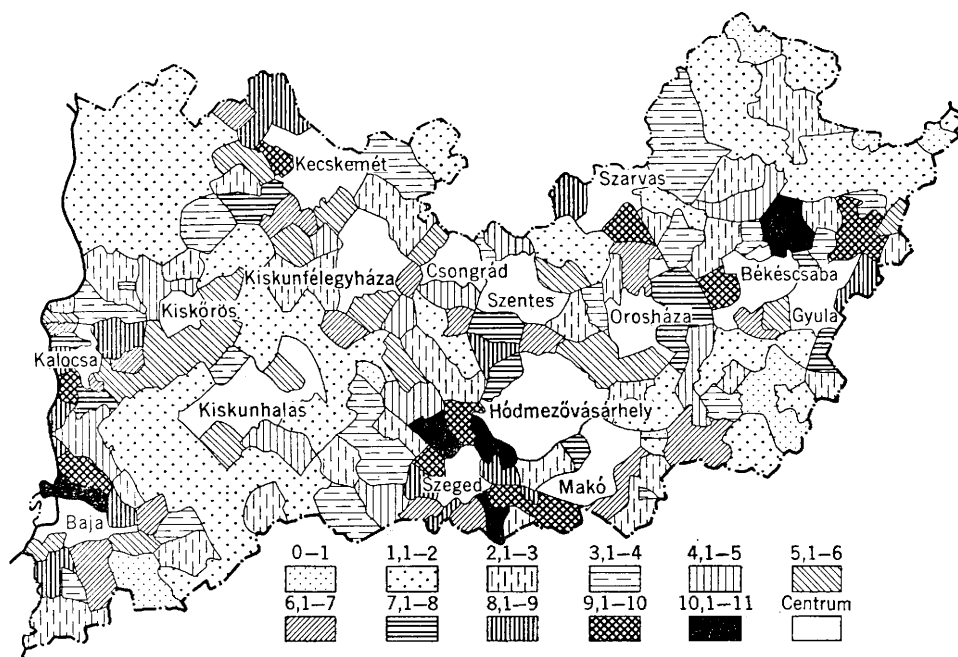 Kecskemét
Szarvas
Kiskunfélegyháza
Csongrád
Békéscsaba
Szentes
Kiskőrös
Orosháza
Gyula
Kalocsa
Kiskunhalas
Hódmezővásárhely
Szeged
Makó
Baja
0–1 1,1–2 2,1–3 3,1–4 4,1–5 5,1–6
6,1–7 7,1–8 8,1–9 9,1–10 10,1–11 Centrum